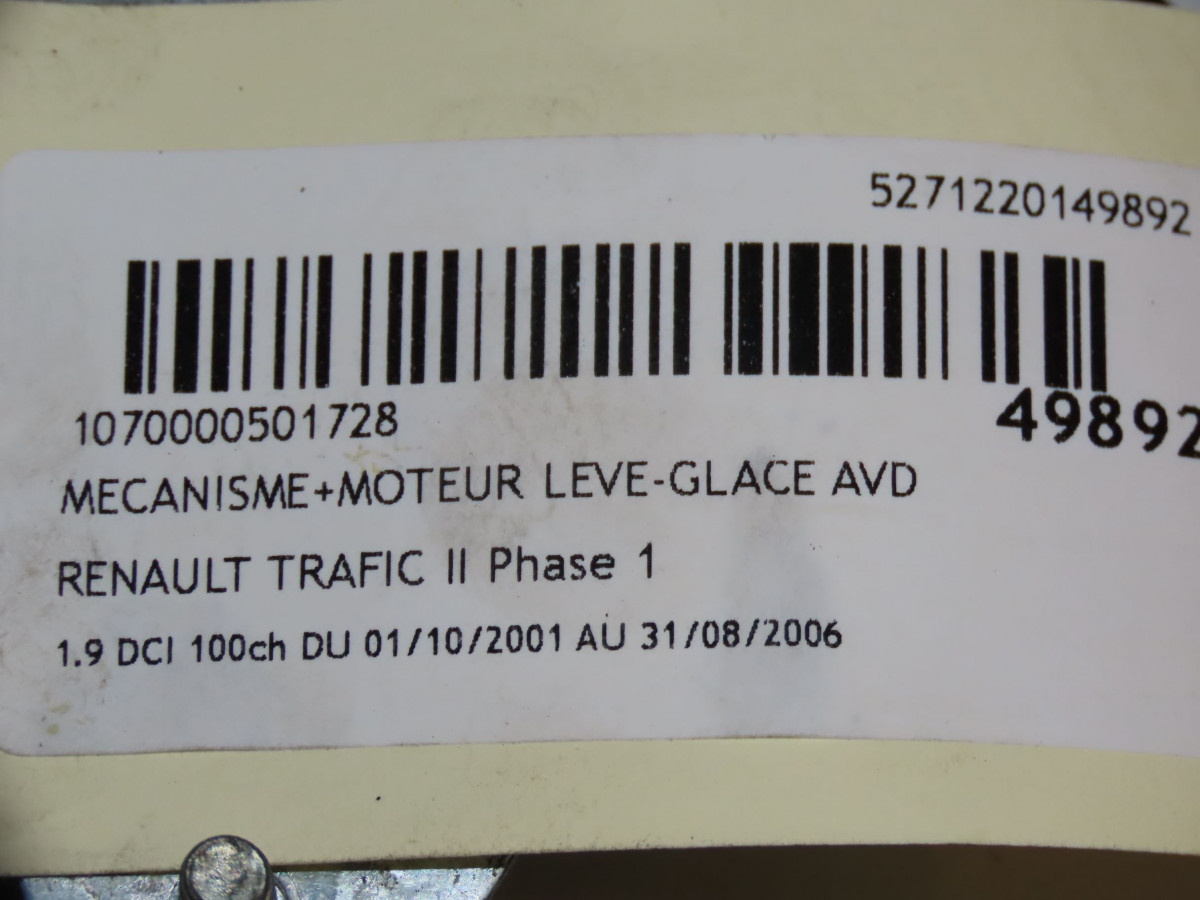 5271220149892
1070000501728
49892
MECANISME+MOTEUR LEVE-GLACE AVD
RENAULT TRAFIC II Phase 1
1.9 DCI 100ch DU 01/10/2001 AU 31/08/2006